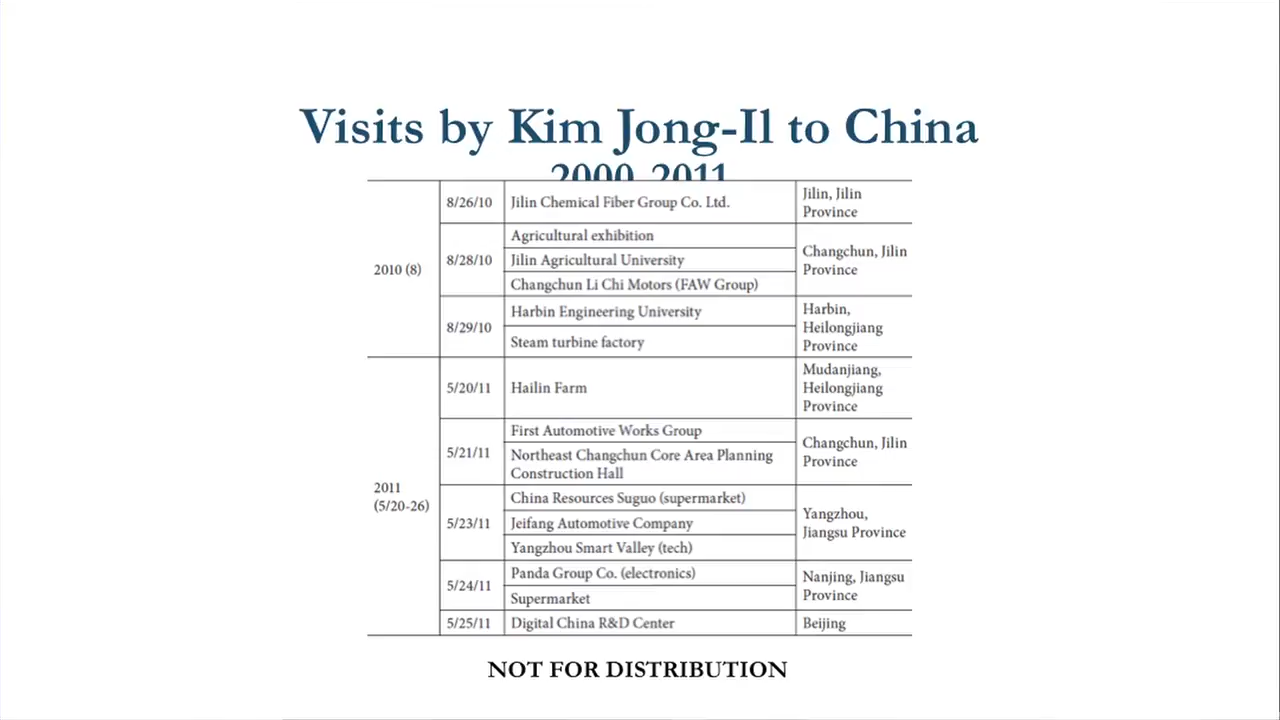 Visits by Kim Jong-Il to China
2000-2011
2010 (8)
8/26/10
Jilin Chemical Fiber Group Co. Ltd.
Jilin, Jilin
Province
8/28/10
Agricultural exhibition
Jilin Agricultural University
Changchun Li Chi Motors (FAW Group)
Changchun, Jilin
Province
8/29/10
Harbin Engineering University
Steam turbine factory
Harbin,
Heilongjiang
Province
2011
(5/20-26)
5/20/11
Hailin Farm
Mudanjiang,
Heilongjiang
Province
5/21/11
First Automotive Works Group
Northeast Changchun Core Area Planning
Construction Hall
Changchun, Jilin
Province
5/23/11
China Resources Suguo (supermarket)
Jeifang Automotive Company
Yangzhou Smart Valley (tech)
Yangzhou,
Jiangsu Province
5/24/11
Panda Group Co. (electronics)
Supermarket
Nanjing, Jiangsu
Province
5/25/11
Digital China R&D Center
Beijing
NOT FOR DISTRIBUTION